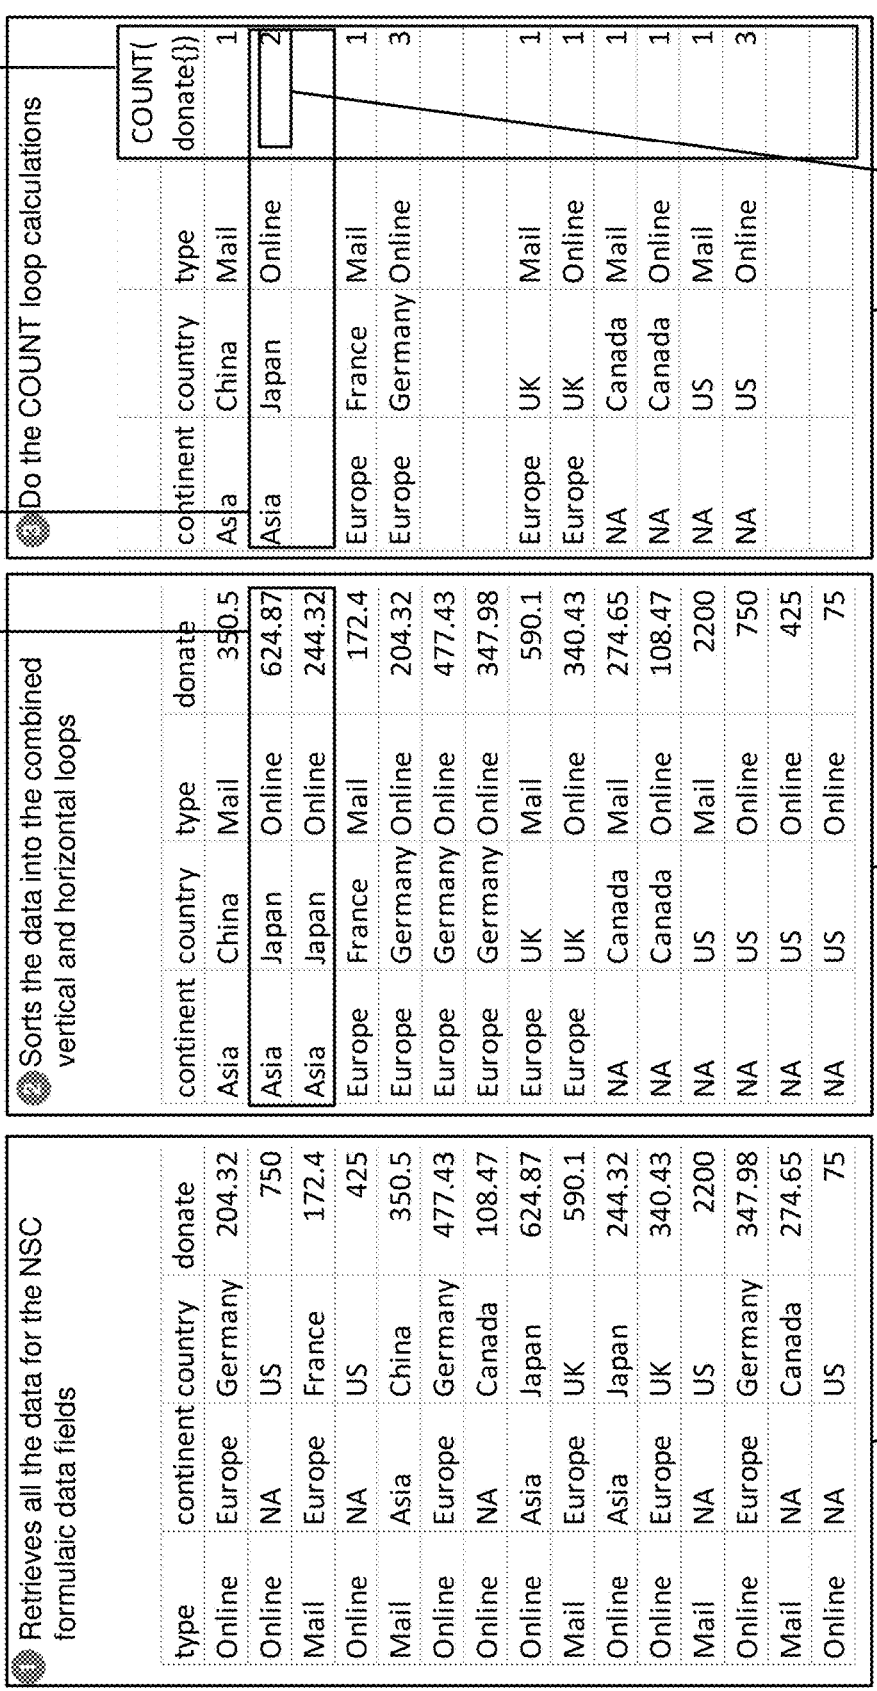 1 Retrieves all the data for the NSC
formulaic data fields
type continent country donate
Online Europe Germany 204.32
Online NA US 750
Mail Europe France 172.4
Online NA US 425
Mail Asia China 350.5
Online Europe Germany 477.43
Online NA Canada 108.47
Online Asia Japan 624.87
Mail Europe UK 590.1
Online Asia Japan 244.32
Online Europe UK 340.43
Mail NA US 2200
Online Europe Germany 347.98
Mail NA Canada 274.65
Online NA US 75
2 Sorts the data into the combined
vertical and horizontal loops
continent country type donate
Asia China Mail 350.5
Asia Japan Online 624.87
Asia Japan Online 244.32
Europe France Mail 172.4
Europe Germany Online 204.32
Europe Germany Online 477.43
Europe Germany Online 347.98
Europe UK Mail 590.1
Europe UK Online 340.43
NA Canada Mail 274.65
NA Canada Online 108.47
NA US Mail 2200
NA US Online 750
NA US Online 425
NA US Online 75
3 Do the COUNT loop calculations
COUNT(
continent country type donate{})
Asia China Mail 1
Asia Japan Online 2
Europe France Mail 1
Europe Germany Online 3
Europe UK Mail 1
Europe UK Online 1
NA Canada Mail 1
NA Canada Online 1
NA US Mail 1
NA US Online 3